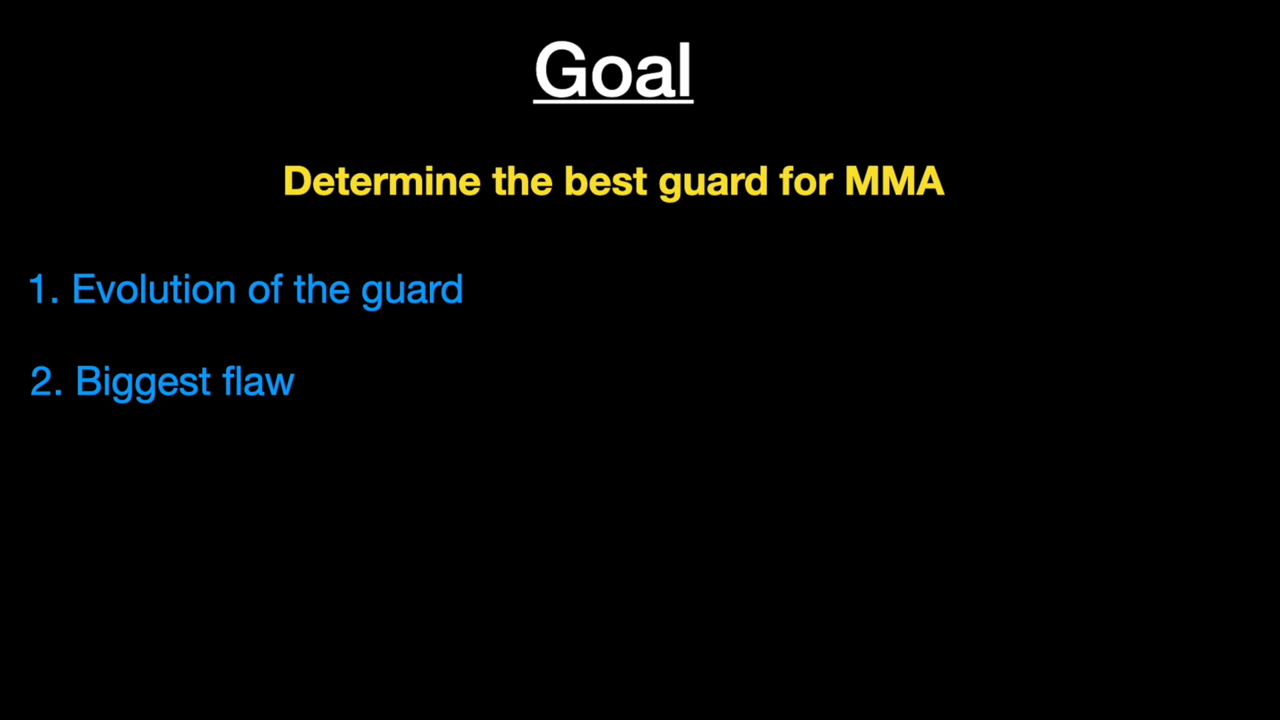 Goal
Determine the best guard for MMA
1. Evolution of the guard
2. Biggest flaw